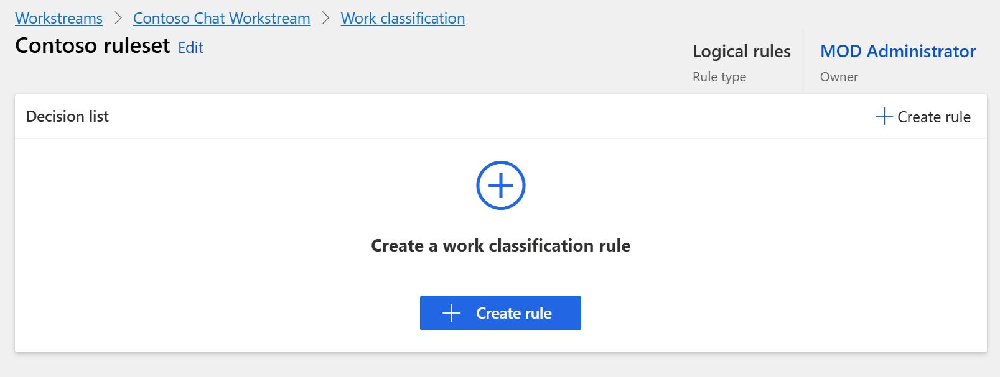 Workstreams > Contoso Chat Workstream > Work classification
Contoso ruleset Edit
Logical rules
Rule type
MOD Administrator
Owner
Decision list
Create rule
Create a work classification rule
Create rule